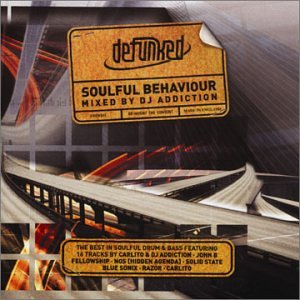 defunked
SOULFUL BEHAVIOUR
MIXED BY DJ ADDICTION
THE BEST IN SOULFUL DRUM & BASS FEATURING
16 TRACKS BY CARLITO & DJ ADDICTION - JOHN B
FELLOWSHIP - NOS (HIDDEN AGENDA) - SOLID STATE
BLUE SONIX - RAZOR - CARLITO